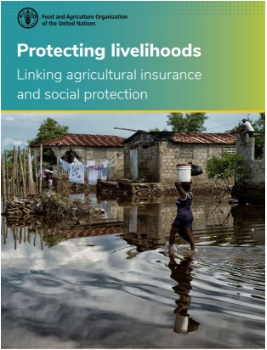 Food and Agriculture Organization
of the United Nations
Protecting livelihoods
Linking agricultural insurance
and social protection